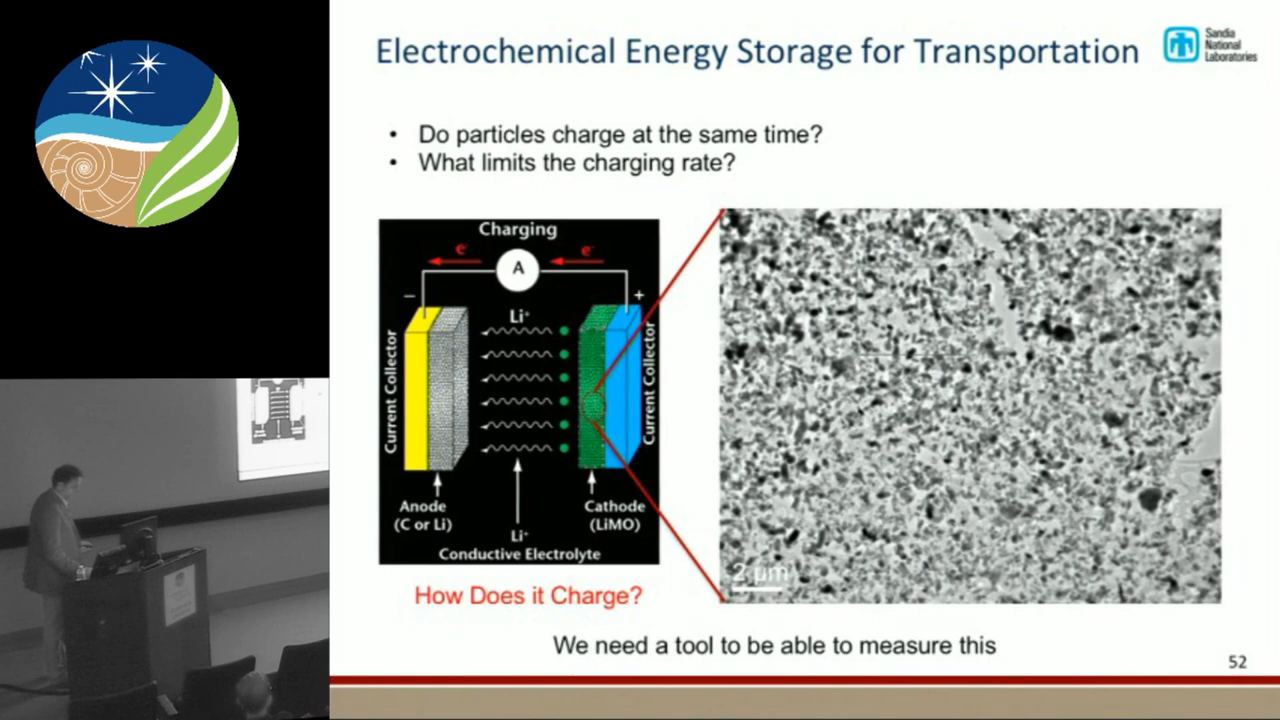 Electrochemical Energy Storage for Transportation
Sandia
National
Laboratories
• Do particles charge at the same time?
• What limits the charging rate?
Charging
e-
e-
A
−
+
Li+
Current Collector
Current Collector
Anode
(C or Li)
Cathode
(LiMO)
Li+
Conductive Electrolyte
2 µm
How Does it Charge?
We need a tool to be able to measure this
52